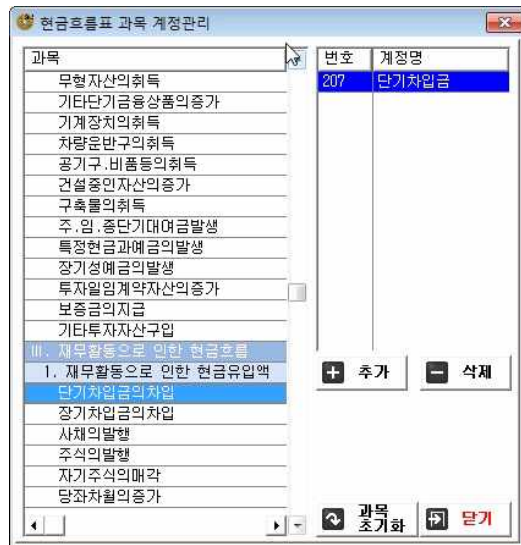 현금흐름표 과목 계정관리
과목
무형자산의취득
기타단기금융상품의증가
기계장치의취득
차량운반구의취득
공기구.비품등의취득
건설중인자산의증가
구축물의취득
주.임.종단기대여금발생
특정현금과예금의발생
장기성예금의발생
투자일임계약자산의증가
보증금의지급
기타투자자산구입
III. 재무활동으로 인한 현금흐름
1. 재무활동으로 인한 현금유입액
단기차입금의차입
장기차입금의차입
사채의발행
주식의발행
자기주식의매각
당좌차월의증가
번호 계정명
207 단기차입금
추가 삭제
과목
초기화
닫기